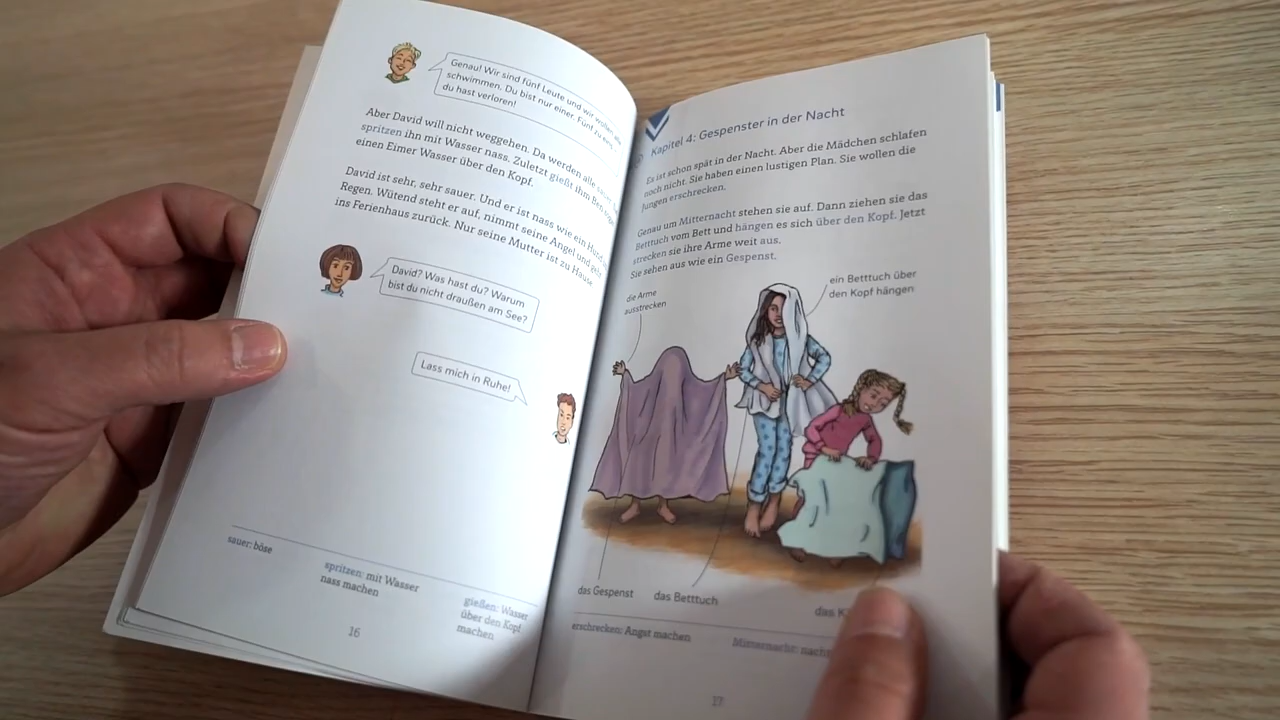 Genau! Wir sind fünf Leute und wir wollen alle
schwimmen. Du bist nur einer. Fünf zu eins,
du hast verloren!
Aber David will nicht weggehen. Da werden alle sauer.
spritzen ihn mit Wasser nass. Zuletzt gießt ihm Ben sogar
einen Eimer Wasser über den Kopf.
David ist sehr, sehr sauer. Und er ist nass wie ein Hund im
Regen. Wütend steht er auf, nimmt seine Angel und geht
ins Ferienhaus zurück. Nur seine Mutter ist zu Hause
David? Was hast du? Warum
bist du nicht draußen am See?
Lass mich in Ruhe!
sauer: böse
spritzen: mit Wasser
nass machen
gießen: Wasser
über den Kopf
machen
16
Kapitel 4: Gespenster in der Nacht
Es ist schon spät in der Nacht. Aber die Mädchen schlafen
noch nicht. Sie haben einen lustigen Plan. Sie wollen die
Jungen erschrecken.
Genau um Mitternacht stehen sie auf. Dann ziehen sie das
Betttuch vom Bett und hängen es sich über den Kopf. Jetzt
strecken sie ihre Arme weit aus.
Sie sehen aus wie ein Gespenst.
die Arme
ausstrecken
ein Betttuch über
den Kopf hängen
das Gespenst
das Betttuch
das
erschrecken: Angst machen
Mitternacht:
17